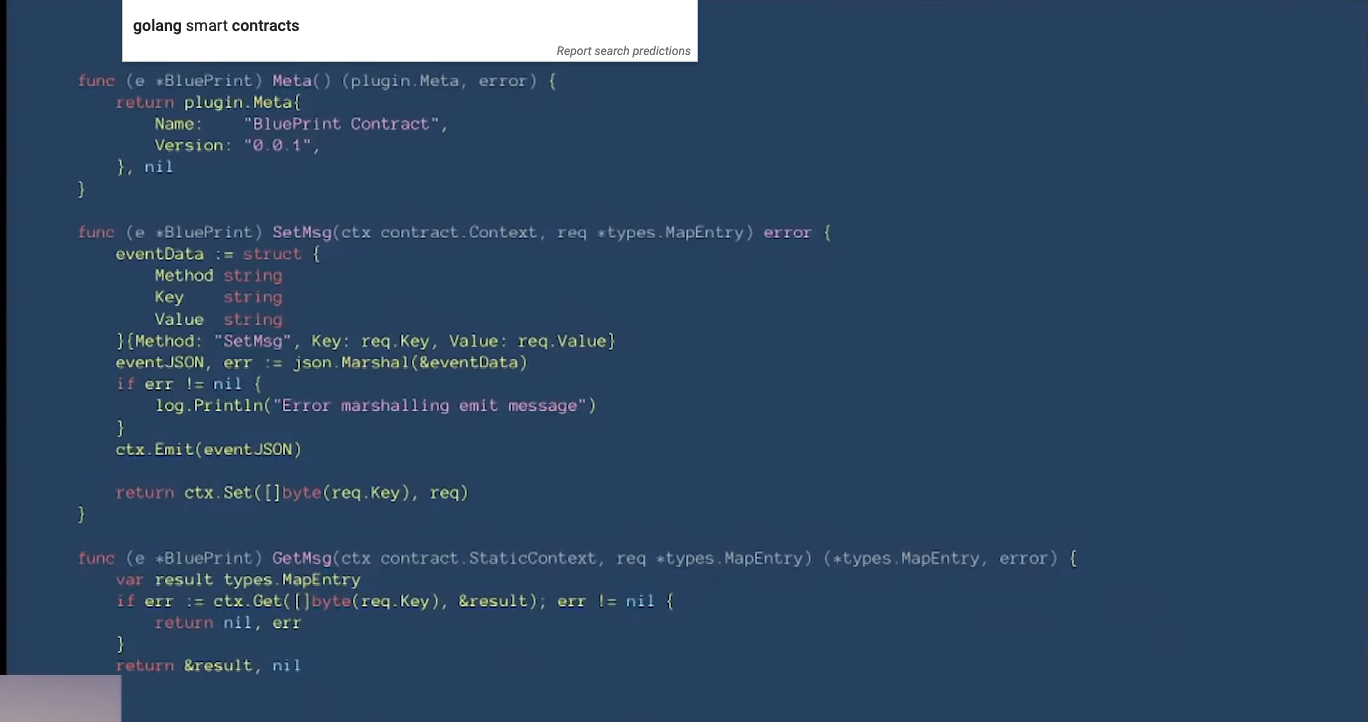 golang smart contracts
Report search predictions
func (e *BluePrint) Meta() (plugin.Meta, error) {
    return plugin.Meta{
        Name:    "BluePrint Contract",
        Version: "0.0.1",
    }, nil
}
func (e *BluePrint) SetMsg(ctx contract.Context, req *types.MapEntry) error {
    eventData := struct {
        Method string
        Key    string
        Value  string
    }{Method: "SetMsg", Key: req.Key, Value: req.Value}
    eventJSON, err := json.Marshal(&eventData)
    if err != nil {
        log.Println("Error marshalling emit message")
    }
    ctx.Emit(eventJSON)
    return ctx.Set([]byte(req.Key), req)
}
func (e *BluePrint) GetMsg(ctx contract.StaticContext, req *types.MapEntry) (*types.MapEntry, error) {
    var result types.MapEntry
    if err := ctx.Get([]byte(req.Key), &result); err != nil {
        return nil, err
    }
    return &result, nil